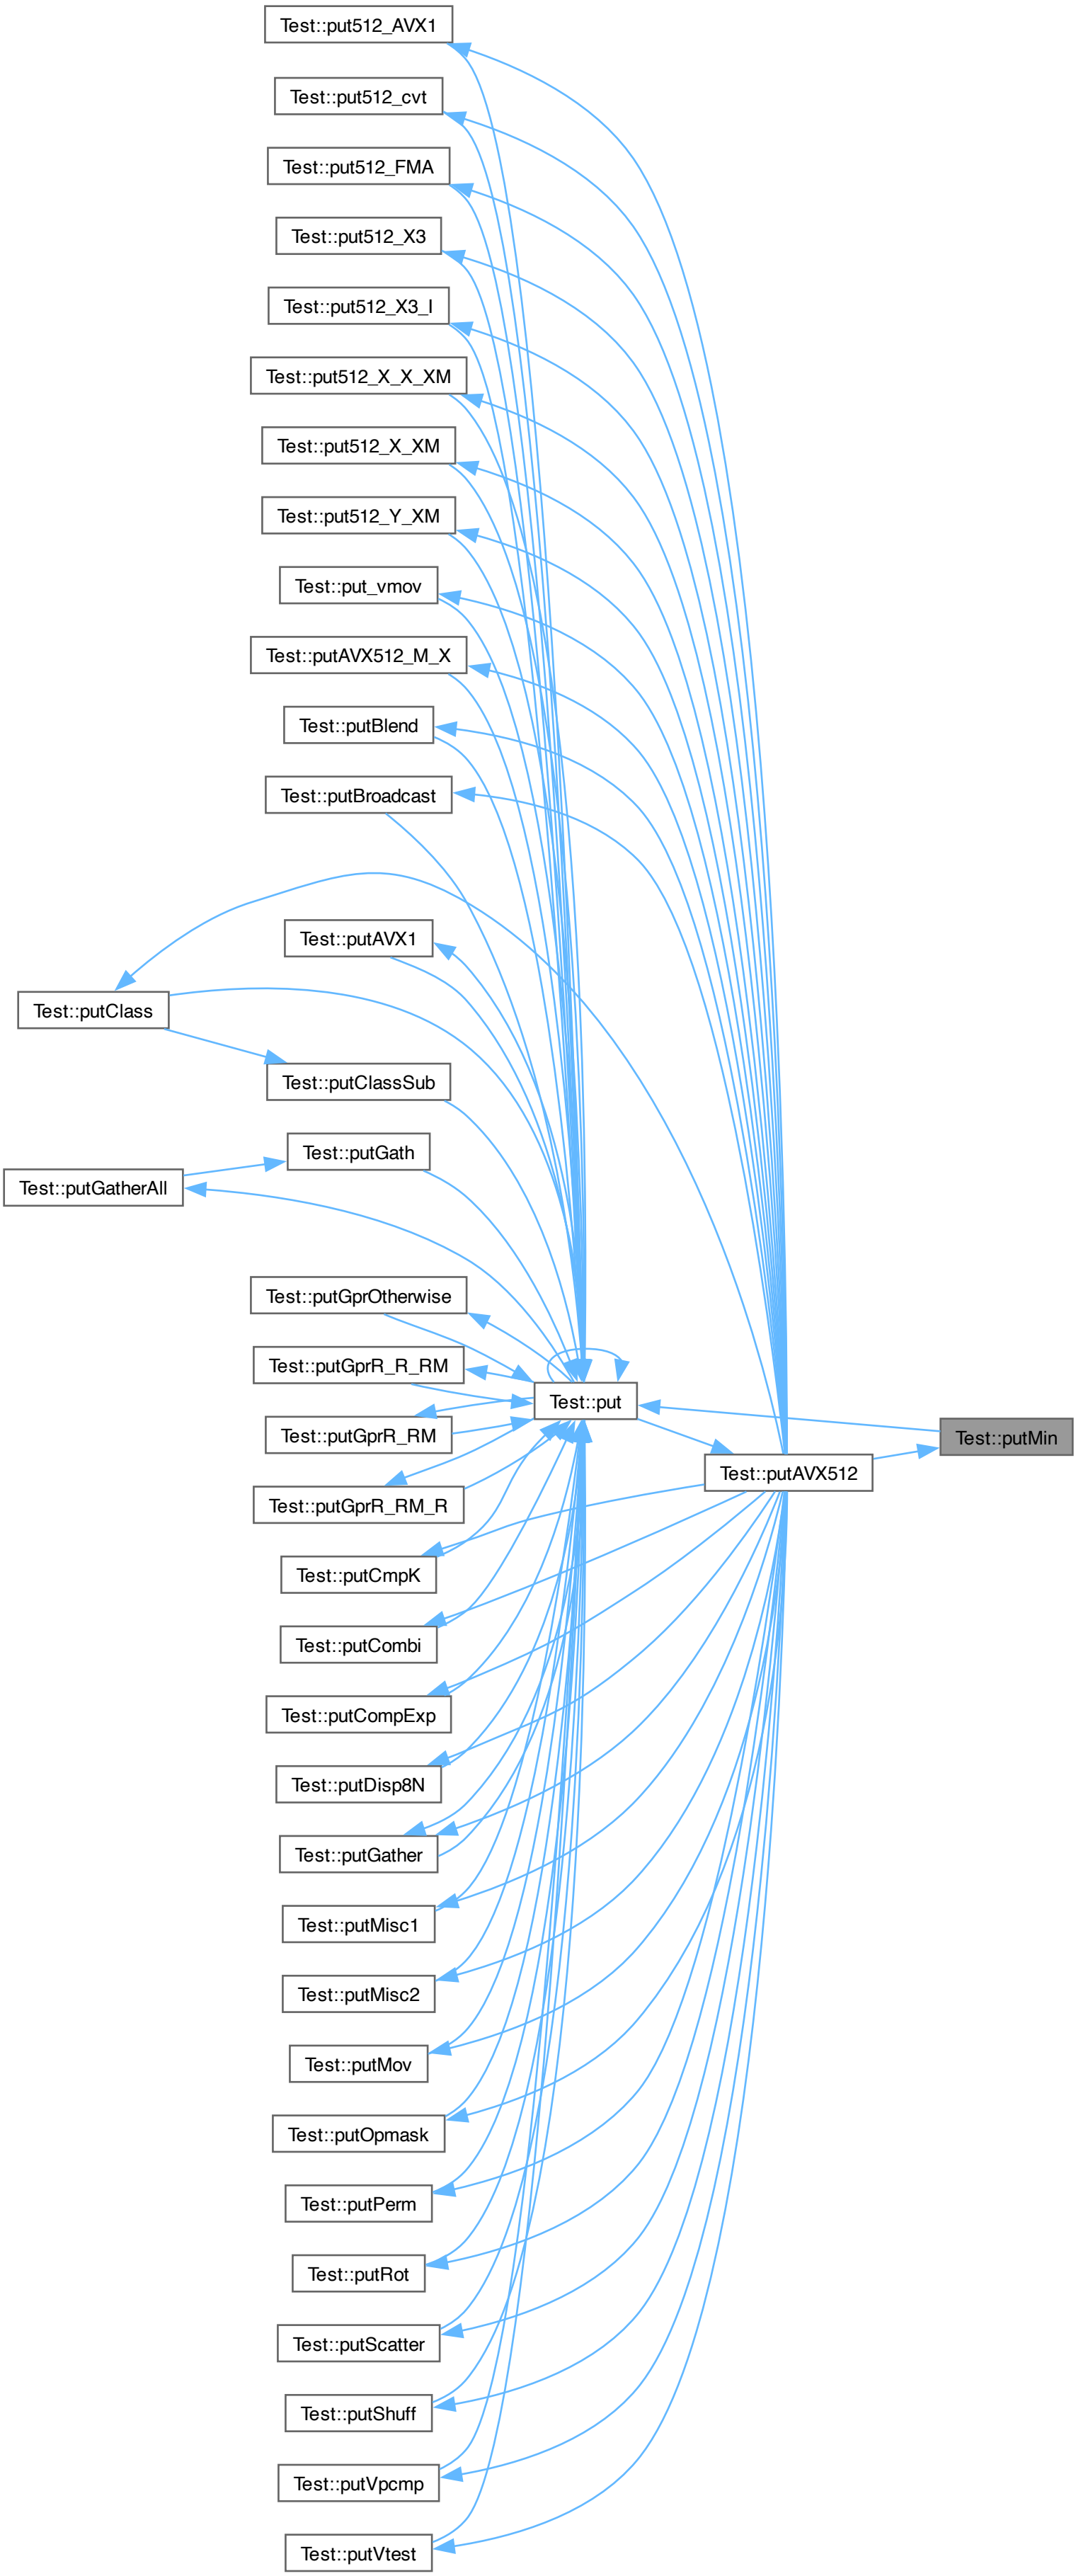 Test::put512_AVX1
Test::put512_cvt
Test::put512_FMA
Test::put512_X3
Test::put512_X3_I
Test::put512_X_X_XM
Test::put512_X_XM
Test::put512_Y_XM
Test::put_vmov
Test::putAVX512_M_X
Test::putBlend
Test::putBroadcast
Test::putAVX1
Test::putClass
Test::putClassSub
Test::putGath
Test::putGatherAll
Test::putGprOtherwise
Test::putGprR_R_RM
Test::put
Test::putGprR_RM
Test::putMin
Test::putAVX512
Test::putGprR_RM_R
Test::putCmpK
Test::putCombi
Test::putCompExp
Test::putDisp8N
Test::putGather
Test::putMisc1
Test::putMisc2
Test::putMov
Test::putOpmask
Test::putPerm
Test::putRot
Test::putScatter
Test::putShuff
Test::putVpcmp
Test::putVtest